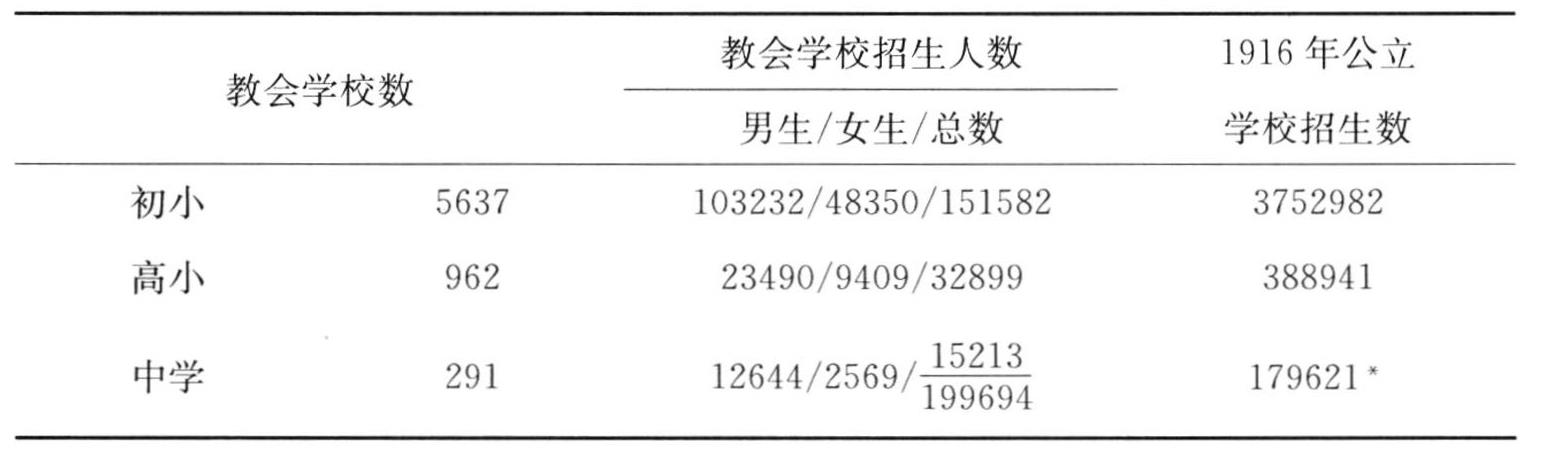 教会学校数 教会学校招生人数 1916年公立
男生/女生/总数 学校招生数
初小 5637 103232/48350/151582 3752982
高小 962 23490/9409/32899 388941
中学 291 12644/2569/15213/199694 179621*